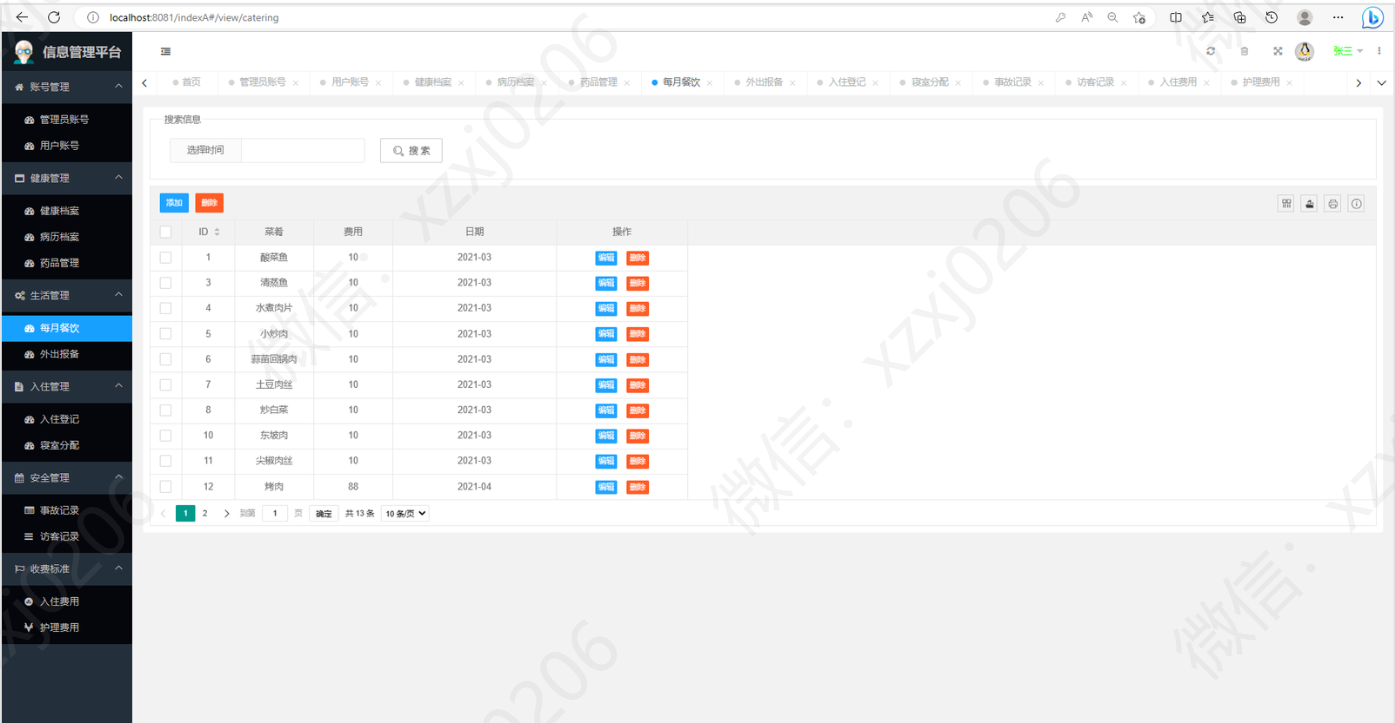 localhost:8081/indexA#/view/catering
信息管理平台
张三
首页 管理员账号 用户账号 健康档案 病历档案 药品管理 每月餐饮 外出报备 入住登记 寝室分配 事故记录 访客记录 入住费用 护理费用
账号管理
管理员账号
用户账号
健康管理
健康档案
病历档案
药品管理
生活管理
每月餐饮
外出报备
入住管理
入住登记
寝室分配
安全管理
事故记录
访客记录
收费标准
入住费用
护理费用
搜索信息
选择时间 搜索
添加 删除
ID 菜肴 费用 日期 操作
1 酸菜鱼 10 2021-03 编辑 删除
3 清蒸鱼 10 2021-03 编辑 删除
4 水煮肉片 10 2021-03 编辑 删除
5 小炒肉 10 2021-03 编辑 删除
6 蒜苗回锅肉 10 2021-03 编辑 删除
7 土豆肉丝 10 2021-03 编辑 删除
8 炒白菜 10 2021-03 编辑 删除
10 东坡肉 10 2021-03 编辑 删除
11 尖椒肉丝 10 2021-03 编辑 删除
12 烤肉 88 2021-04 编辑 删除
1 2 到第 1 页 确定 共 13 条 10 条/页
微信：xzxj0206